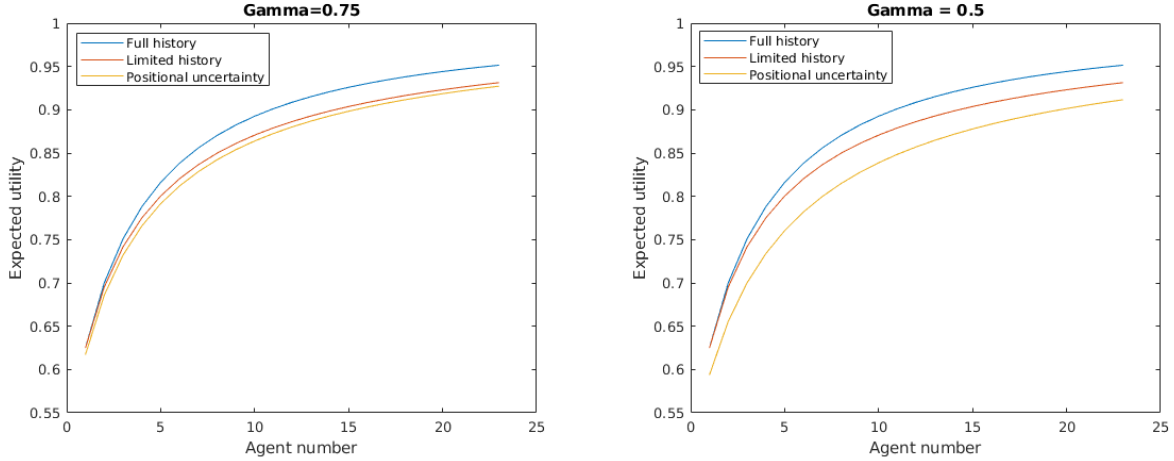 Gamma=0.75
Expected utility
1
0.95
0.9
0.85
0.8
0.75
0.7
0.65
0.6
0.55
Full history
Limited history
Positional uncertainty
0 5 10 15 20 25
Agent number
Gamma = 0.5
Expected utility
1
0.95
0.9
0.85
0.8
0.75
0.7
0.65
0.6
0.55
Full history
Limited history
Positional uncertainty
0 5 10 15 20 25
Agent number